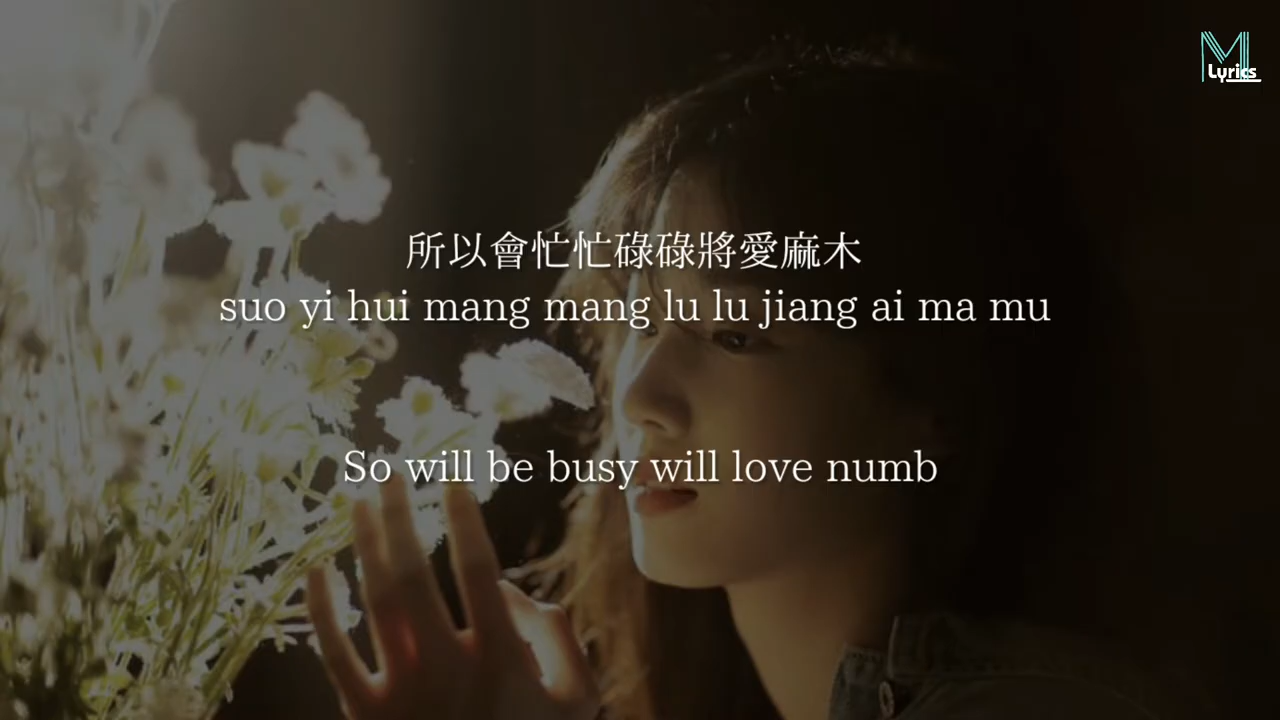 M
Lyrics
所以會忙忙碌碌將愛麻木
suo yi hui mang mang lu lu jiang ai ma mu
So will be busy will love numb